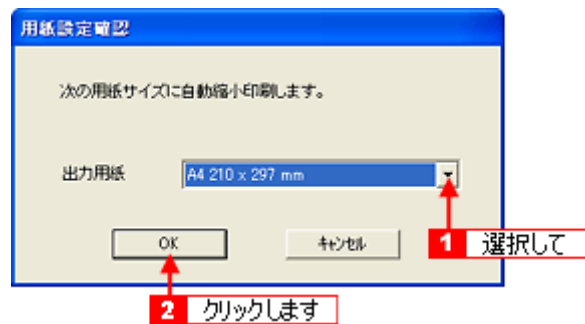 用紙設定確認
次の用紙サイズに自動縮小印刷します。
出力用紙
A4 210 x 297 mm
OK
キャンセル
1 選択して
2 クリックします